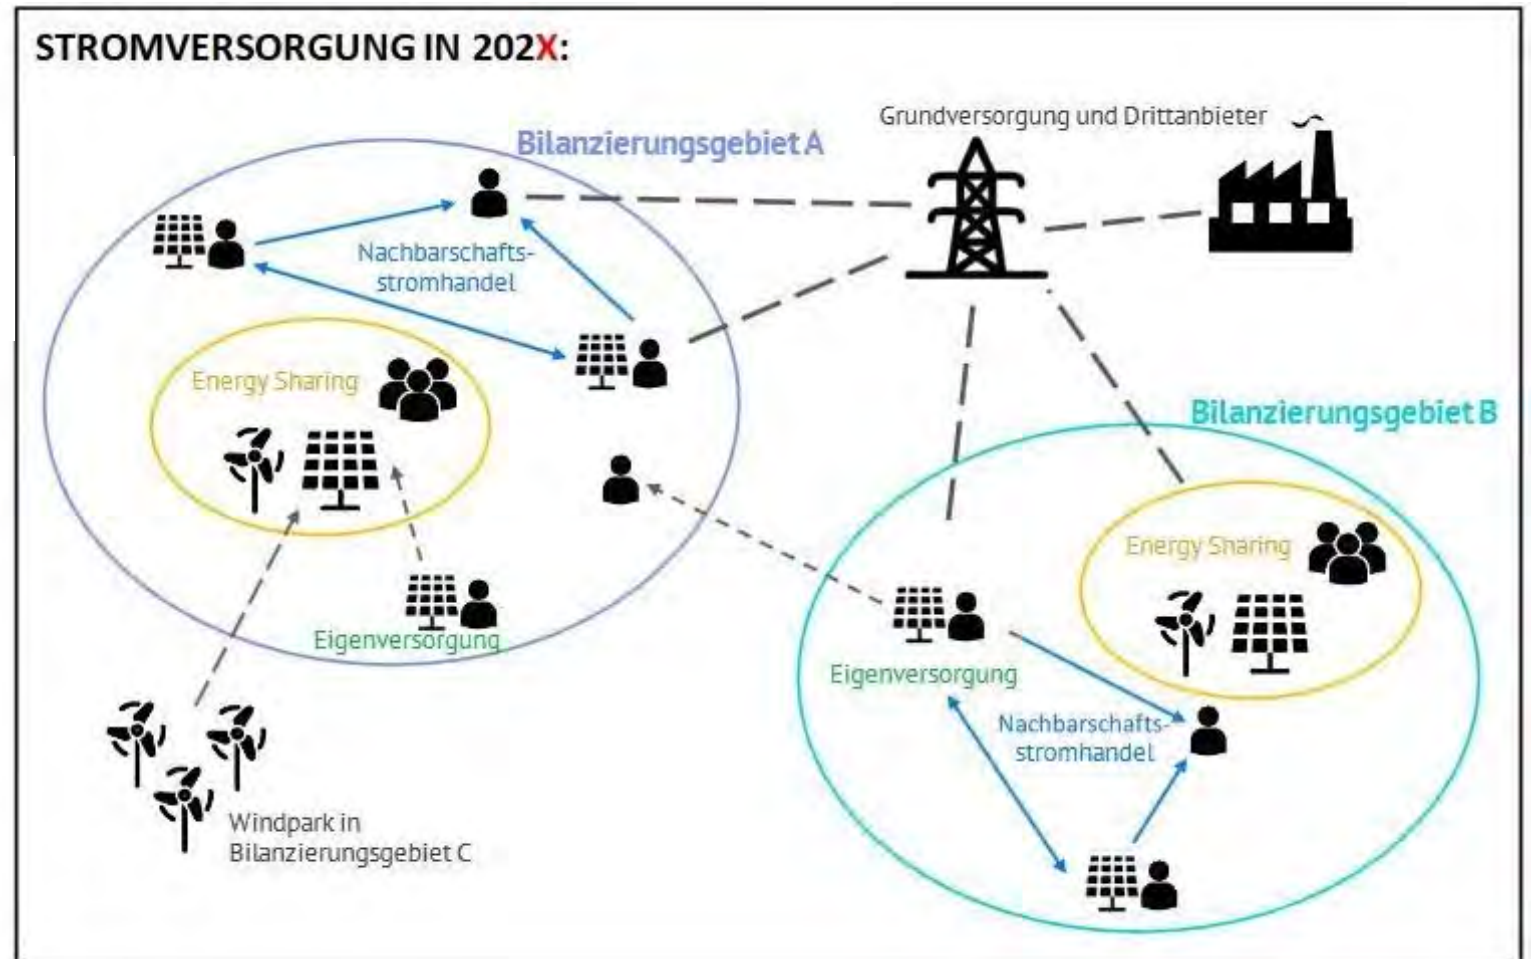 STROMVERSORGUNG IN 202X:
Grundversorgung und Drittanbieter
Bilanzierungsgebiet A
Nachbarschafts-
stromhandel
Energy Sharing
Eigenversorgung
Windpark in
Bilanzierungsgebiet C
Bilanzierungsgebiet B
Energy Sharing
Eigenversorgung
Nachbarschafts-
stromhandel